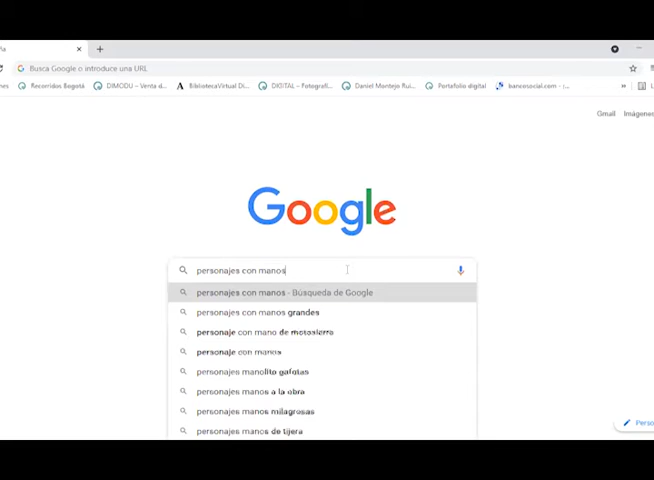 Busca Google o introduce una URL
Recorridos Bogotá DIMODU – Venta d... BibliotecaVirtual Di... DIGITAL – Fotografí... Daniel Montejo Rui... Portafolio digital bancosocial.com - :... »
Gmail Imágenes
Google
personajes con manos
personajes con manos - Búsqueda de Google
personajes con manos grandes
personaje con mano de motosierra
personaje con manos
personajes manolito gafotas
personajes manos a la obra
personajes manos milagrosas
personajes manos de tijera
Perso